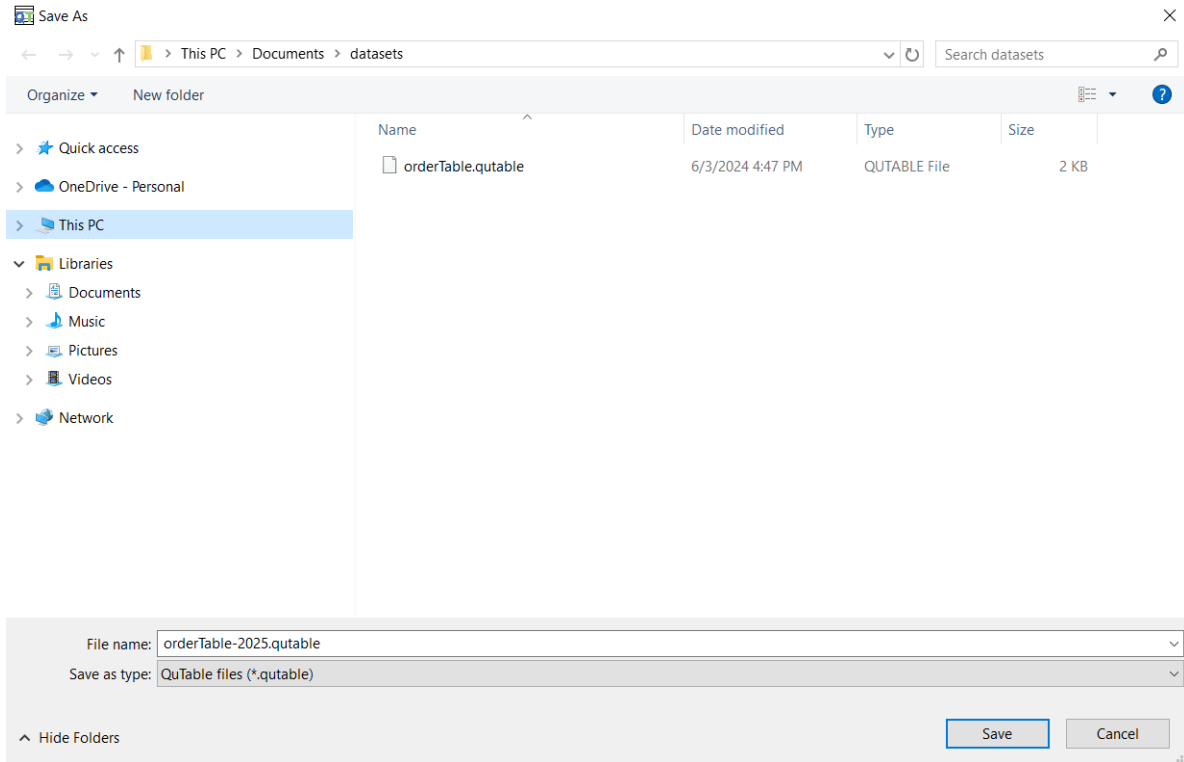 Save As
This PC Documents datasets
Search datasets
Organize New folder
?
Name Date modified Type Size
orderTable.qutable 6/3/2024 4:47 PM QUTABLE File 2 KB
Quick access
OneDrive - Personal
This PC
Libraries
Documents
Music
Pictures
Videos
Network
File name: orderTable-2025.qutable
Save as type: QuTable files (*.qutable)
Hide Folders
Save Cancel